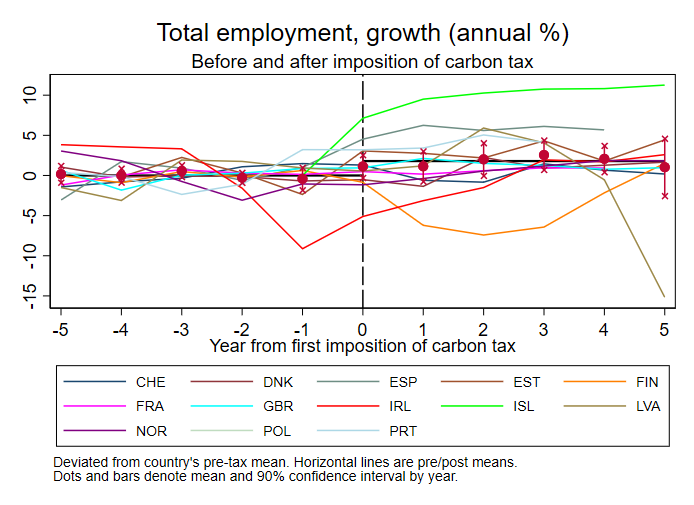 Total employment, growth (annual %)
Before and after imposition of carbon tax
10
5
0
-5
-10
-15
-5 -4 -3 -2 -1 0 1 2 3 4 5
Year from first imposition of carbon tax
CHE DNK ESP EST FIN
FRA GBR IRL ISL LVA
NOR POL PRT
Deviated from country's pre-tax mean. Horizontal lines are pre/post means.
Dots and bars denote mean and 90% confidence interval by year.